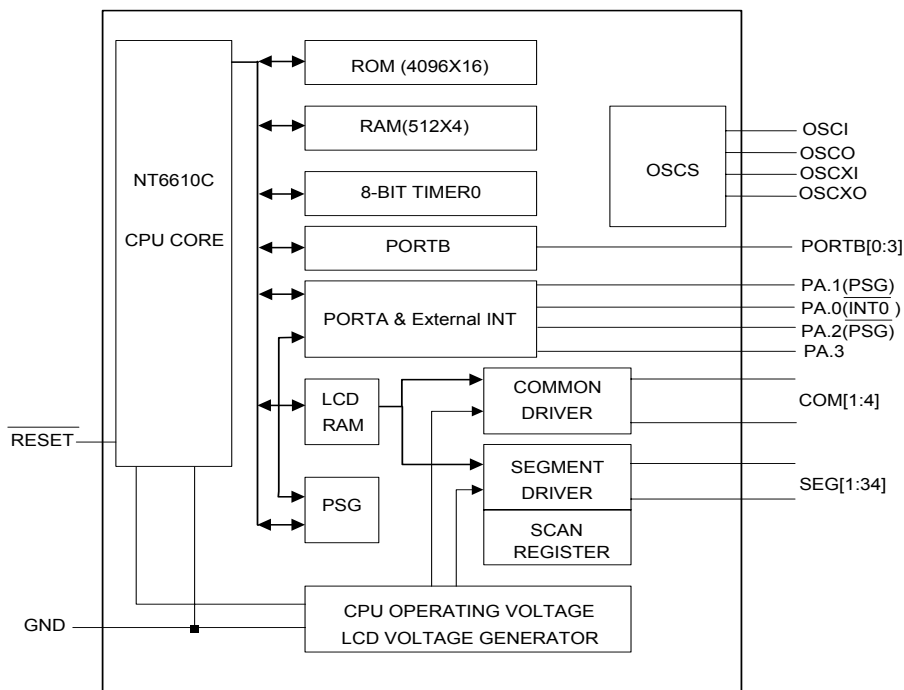 ROM (4096X16)
RAM(512X4)
8-BIT TIMER0
PORTB
PORTA & External INT
LCD
RAM
PSG
NT6610C
CPU CORE
OSCS
COMMON
DRIVER
SEGMENT
DRIVER
SCAN
REGISTER
CPU OPERATING VOLTAGE
LCD VOLTAGE GENERATOR
RESET
GND
OSCI
OSCO
OSCXI
OSCXO
PORTB[0:3]
PA.1(PSG)
PA.0(INT0 )
PA.2(PSG)
PA.3
COM[1:4]
SEG[1:34]